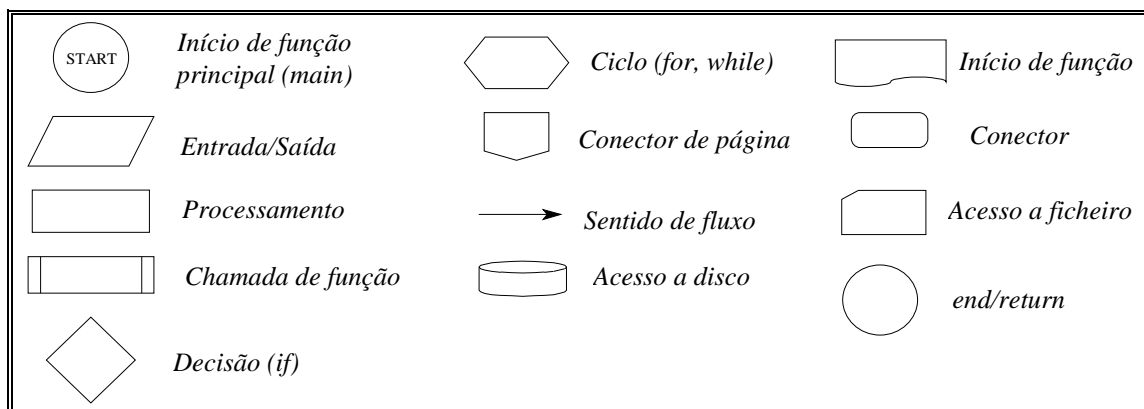 START
Início de função
principal (main)
Entrada/Saída
Processamento
Chamada de função
Decisão (if)
Ciclo (for, while)
Conector de página
Sentido de fluxo
Acesso a disco
Início de função
Conector
Acesso a ficheiro
end/return